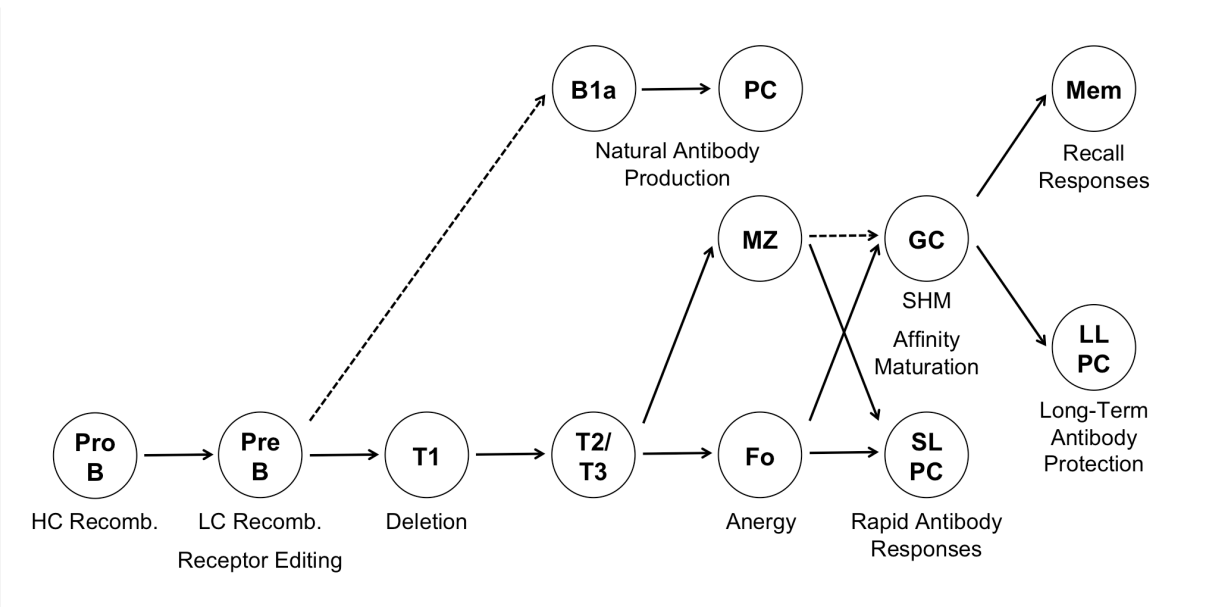 B1a
PC
Natural Antibody
Production
Mem
Recall
Responses
MZ
GC
SHM
Affinity
Maturation
LL
PC
Long-Term
Antibody
Protection
Pro
B
HC Recomb.
Pre
B
LC Recomb.
Receptor Editing
T1
Deletion
T2/
T3
Fo
Anergy
SL
PC
Rapid Antibody
Responses